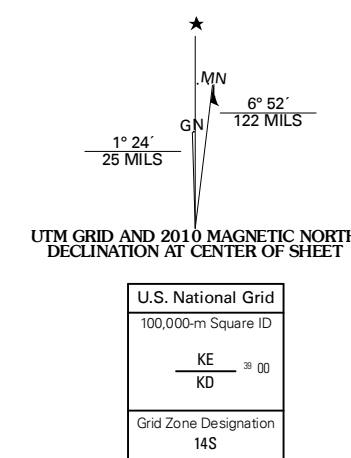 ★
MN
6° 52´
122 MILS
GN
1° 24´
25 MILS
UTM GRID AND 2010 MAGNETIC NORTH
DECLINATION AT CENTER OF SHEET
U.S. National Grid
100,000-m Square ID
KE
39 00
KD
Grid Zone Designation
14S